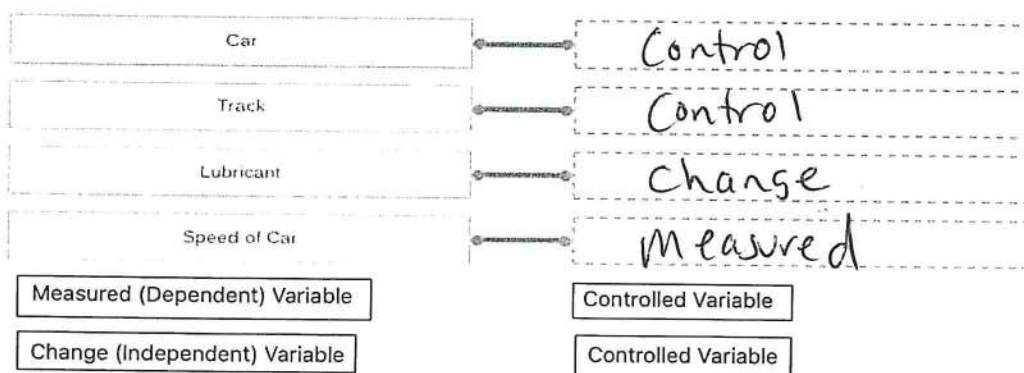 Car Control
Track Control
Lubricant Change
Speed of Car Measured
Measured (Dependent) Variable Controlled Variable
Change (Independent) Variable Controlled Variable